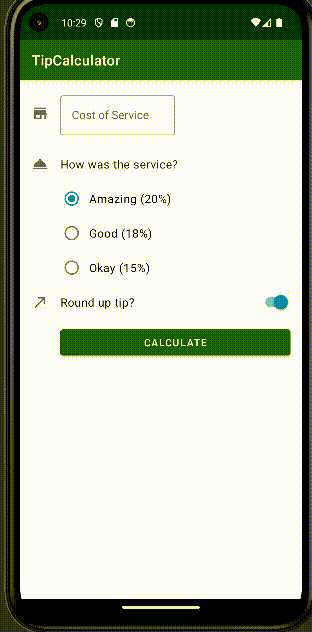 10:29
TipCalculator
Cost of Service
How was the service?
Amazing (20%)
Good (18%)
Okay (15%)
Round up tip?
CALCULATE